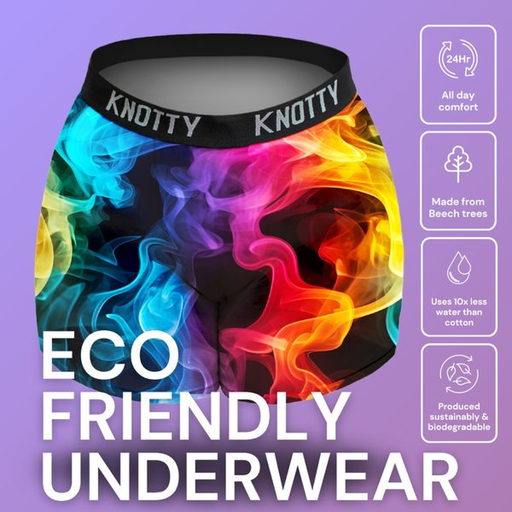 KNOTTY KNOTTY
24Hr
All day
comfort
Made from
Beech trees
Uses 10x less
water than
cotton
Produced
sustainably &
biodegradable
ECO
FRIENDLY
UNDERWEAR